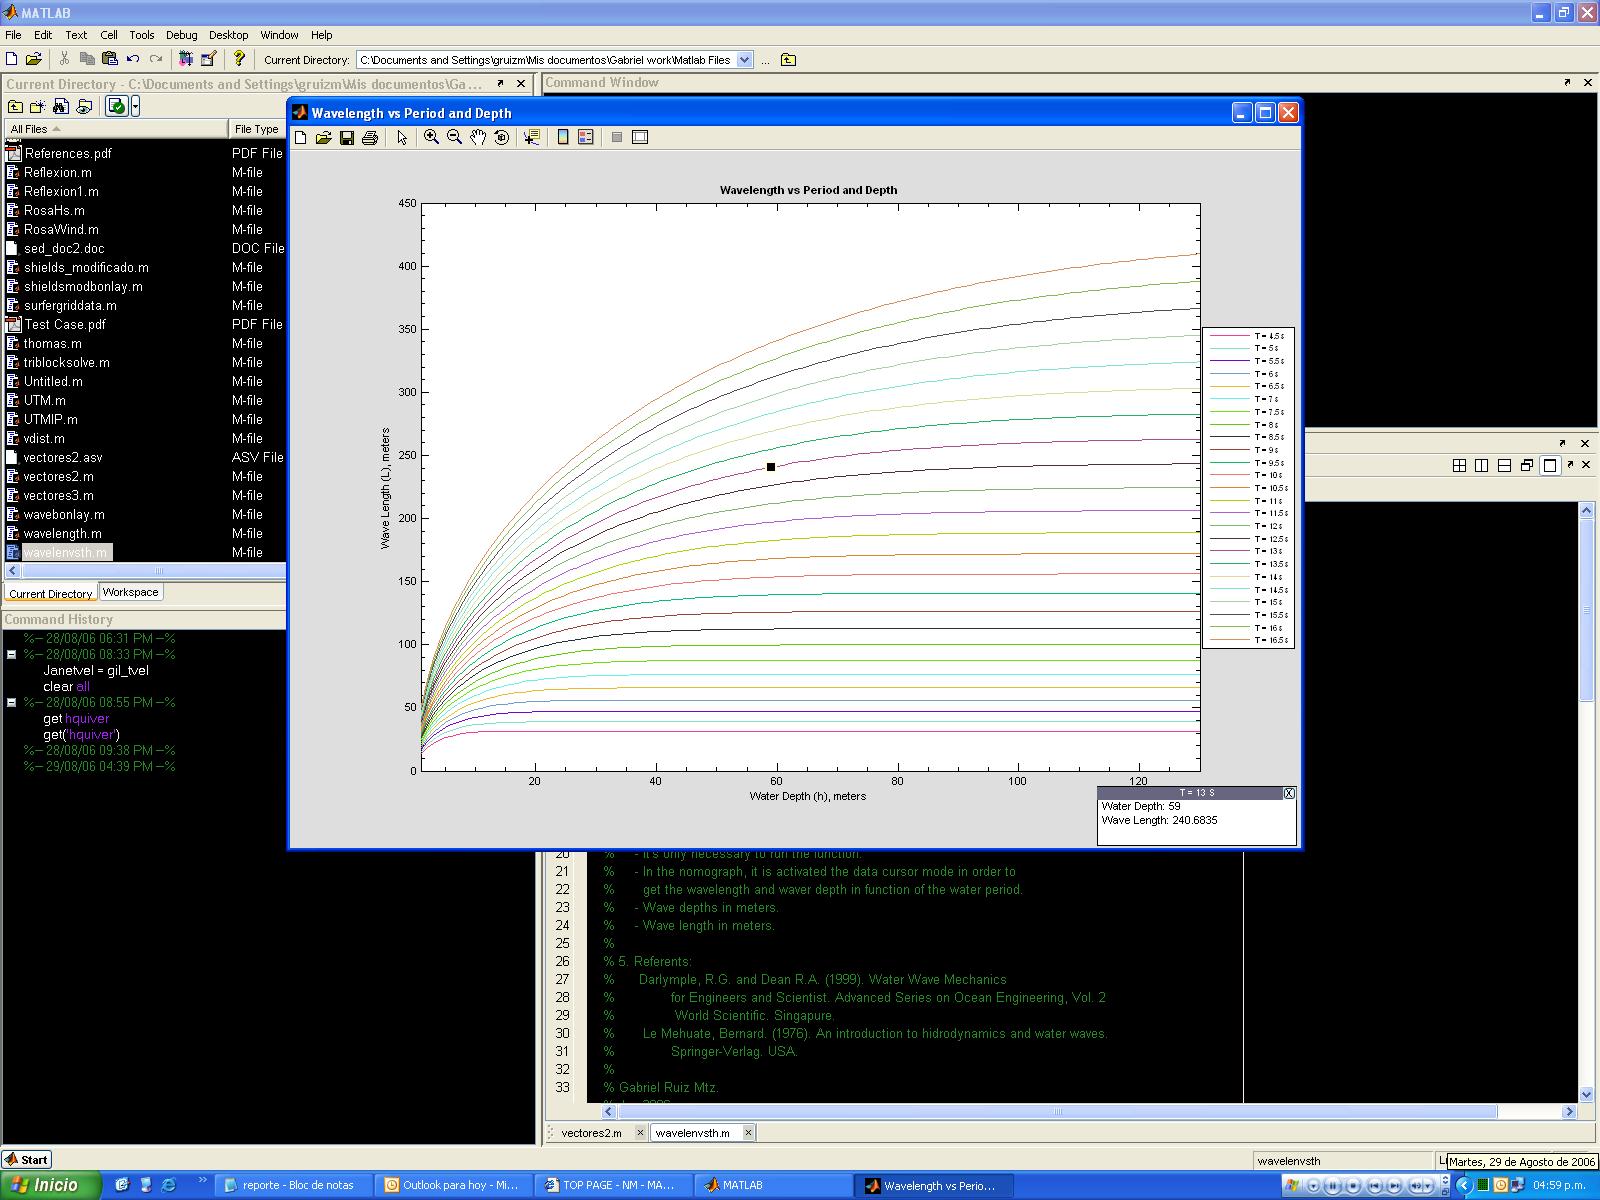 MATLAB
File Edit Text Cell Tools Debug Desktop Window Help
Current Directory: C:\Documents and Settings\gruizm\Mis documentos\Gabriel work\Matlab Files ...
Current Directory - C:\Documents and Settings\gruizm\Mis documentos\Ga...
All Files File Type
References.pdf PDF File
Reflexion.m M-file
Reflexion1.m M-file
RosaHs.m M-file
RosaWind.m M-file
sed_doc2.doc DOC File
shields_modificado.m M-file
shieldsmodbonlay.m M-file
surfergriddata.m M-file
Test Case.pdf PDF File
thomas.m M-file
triblocksolve.m M-file
Untitled.m M-file
UTM.m M-file
UTMIP.m M-file
vdist.m M-file
vectores2.asv ASV File
vectores2.m M-file
vectores3.m M-file
wavebonlay.m M-file
wavelength.m M-file
wavelenvsth.m M-file
Current Directory Workspace
Command History
%-- 28/08/06 06:31 PM --%
%-- 28/08/06 08:33 PM --%
Janetvel = gil_tvel
clear all
%-- 28/08/06 08:55 PM --%
get hquiver
get('hquiver')
%-- 28/08/06 09:38 PM --%
%-- 29/08/06 04:39 PM --%
Command Window
Wavelength vs Period and Depth
Wavelength vs Period and Depth
Wave Length (L), meters
450
400
350
300
250
200
150
100
50
0
20 40 60 80 100 120
Water Depth (h), meters
T = 4.5 s
T = 5 s
T = 5.5 s
T = 6 s
T = 6.5 s
T = 7 s
T = 7.5 s
T = 8 s
T = 8.5 s
T = 9 s
T = 9.5 s
T = 10 s
T = 10.5 s
T = 11 s
T = 11.5 s
T = 12 s
T = 12.5 s
T = 13 s
T = 13.5 s
T = 14 s
T = 14.5 s
T = 15 s
T = 15.5 s
T = 16 s
T = 16.5 s
T = 13 S
Water Depth: 59
Wave Length: 240.6835
20 % - It's only necessary to run the function.
21 % - In the nomograph, it is activated the data cursor mode in order to
22 % get the wavelength and waver depth in function of the water period.
23 % - Wave depths in meters.
24 % - Wave length in meters.
25 %
26 % 5. Referents:
27 % Darlymple, R.G. and Dean R.A. (1999). Water Wave Mechanics
28 % for Engineers and Scientist. Advanced Series on Ocean Engineering, Vol. 2
29 % World Scientific. Singapure.
30 % Le Mehuate, Bernard. (1976). An introduction to hidrodynamics and water waves.
31 % Springer-Verlag. USA.
32 %
33 % Gabriel Ruiz Mtz.
vectores2.m wavelenvsth.m
Start wavelenvsth
Martes, 29 de Agosto de 2006
Inicio reporte - Bloc de notas Outlook para hoy - Mi... TOP PAGE - NM - MA... MATLAB Wavelength vs Perio... 04:59 p.m.